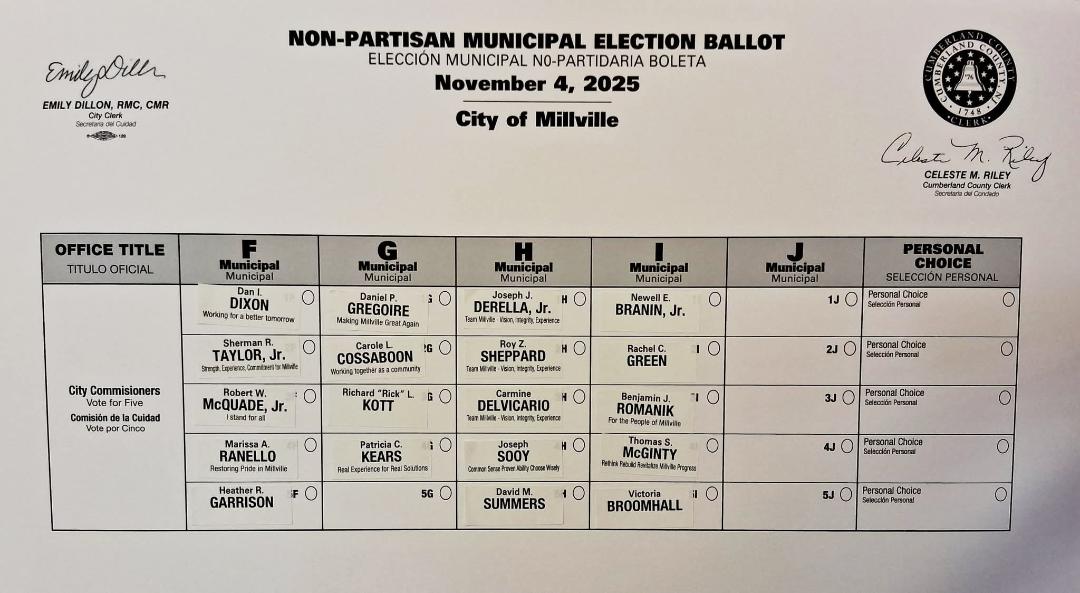 NON-PARTISAN MUNICIPAL ELECTION BALLOT
ELECCIÓN MUNICIPAL N0-PARTIDARIA BOLETA
November 4, 2025
City of Millville
Emily Dillon
EMILY DILLON, RMC, CMR
City Clerk
Secretaria del Cuidad
CUMBERLAND COUNTY
CUMBERLAND COUNTY, NJ
'76
1748
CLERK
Celeste M. Riley
CELESTE M. RILEY
Cumberland County Clerk
Secretaria del Condado
OFFICE TITLE
TITULO OFICIAL
F
Municipal
Municipal
G
Municipal
Municipal
H
Municipal
Municipal
I
Municipal
Municipal
J
Municipal
Municipal
PERSONAL
CHOICE
SELECCIÓN PERSONAL
City Commisioners
Vote for Five
Comisión de la Cuidad
Vote por Cinco
Dan I.
DIXON
Working for a better tomorrow
Daniel P.
GREGOIRE
Making Millville Great Again
G
Joseph J.
DERELLA, Jr.
Team Millville - Vision, Integrity, Experience
H
Newell E.
BRANIN, Jr.
1J
Personal Choice
Selección Personal
Sherman R.
TAYLOR, Jr.
Strength, Experience, Commitment for Millville
Carole L.
COSSABOON
Working together as a community
G
Roy Z.
SHEPPARD
Team Millville - Vision, Integrity, Experience
H
Rachel C.
GREEN
I
2J
Personal Choice
Selección Personal
Robert W.
McQUADE, Jr.
I stand for all
Richard "Rick" L.
KOTT
G
Carmine
DELVICARIO
Team Millville - Vision, Integrity, Experience
H
Benjamin J.
ROMANIK
For the People of Millville
I
3J
Personal Choice
Selección Personal
Marissa A.
RANELLO
Restoring Pride in Millville
Patricia C.
KEARS
Real Experience for Real Solutions
Joseph
SOOY
Common Sense Proven Ability Choose Wisely
H
Thomas S.
McGINTY
Rethink Rebuild Revitalize Millville Progress
4J
Personal Choice
Selección Personal
Heather R.
GARRISON
F
5G
David M.
SUMMERS
Victoria
BROOMHALL
I
5J
Personal Choice
Selección Personal